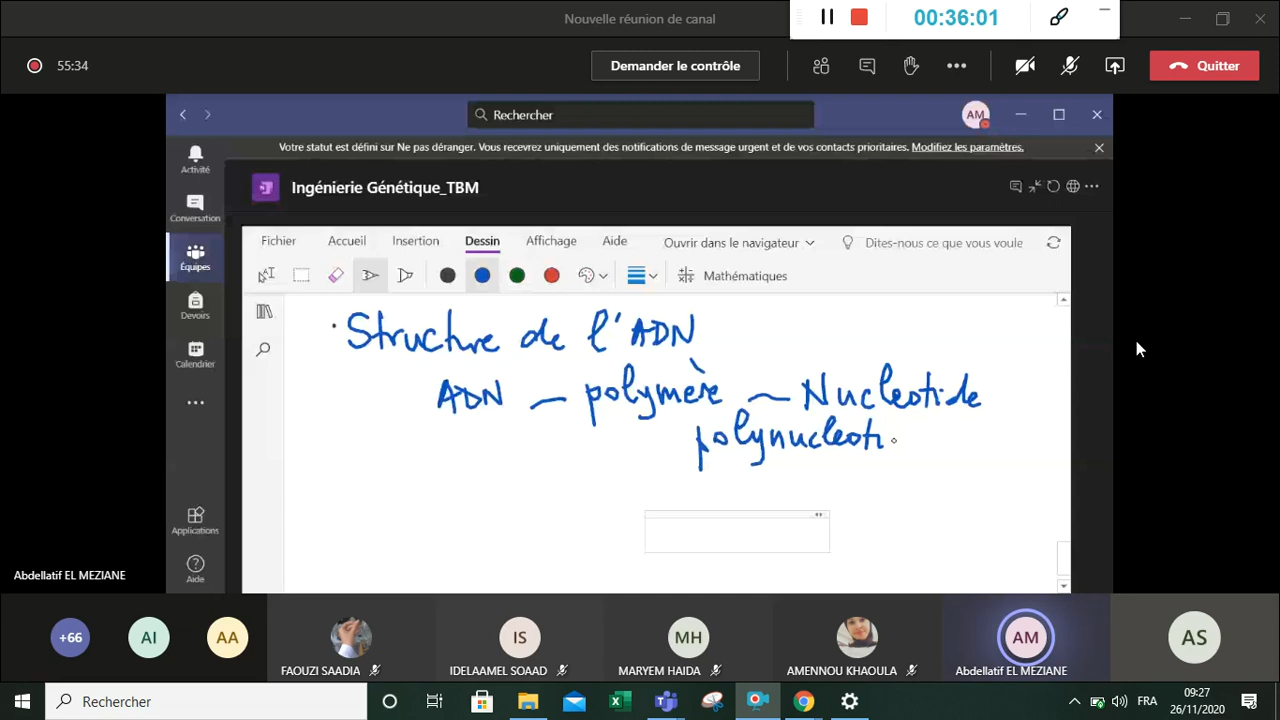 Nouvelle réunion de canal
00:36:01
55:34
Demander le contrôle
Quitter
Rechercher
AM
Votre statut est défini sur Ne pas déranger. Vous recevrez uniquement des notifications de message urgent et de vos contacts prioritaires. Modifiez les paramètres.
Activité
Ingénierie Génétique_TBM
Conversation
Fichier Accueil Insertion Dessin Affichage Aide Ouvrir dans le navigateur Dites-nous ce que vous voule
Équipes
Mathématiques
Devoirs
• Structure de l'ADN
Calendrier
ADN — polymère — Nucleotide
polynucleoti
Applications
Aide
Abdellatif EL MEZIANE
+66 AI AA IS MH AM AS
FAOUZI SAADIA IDELAAMEL SOAAD MARYEM HAIDA AMENNOU KHAOULA Abdellatif EL MEZIANE
Rechercher
FRA
09:27
26/11/2020